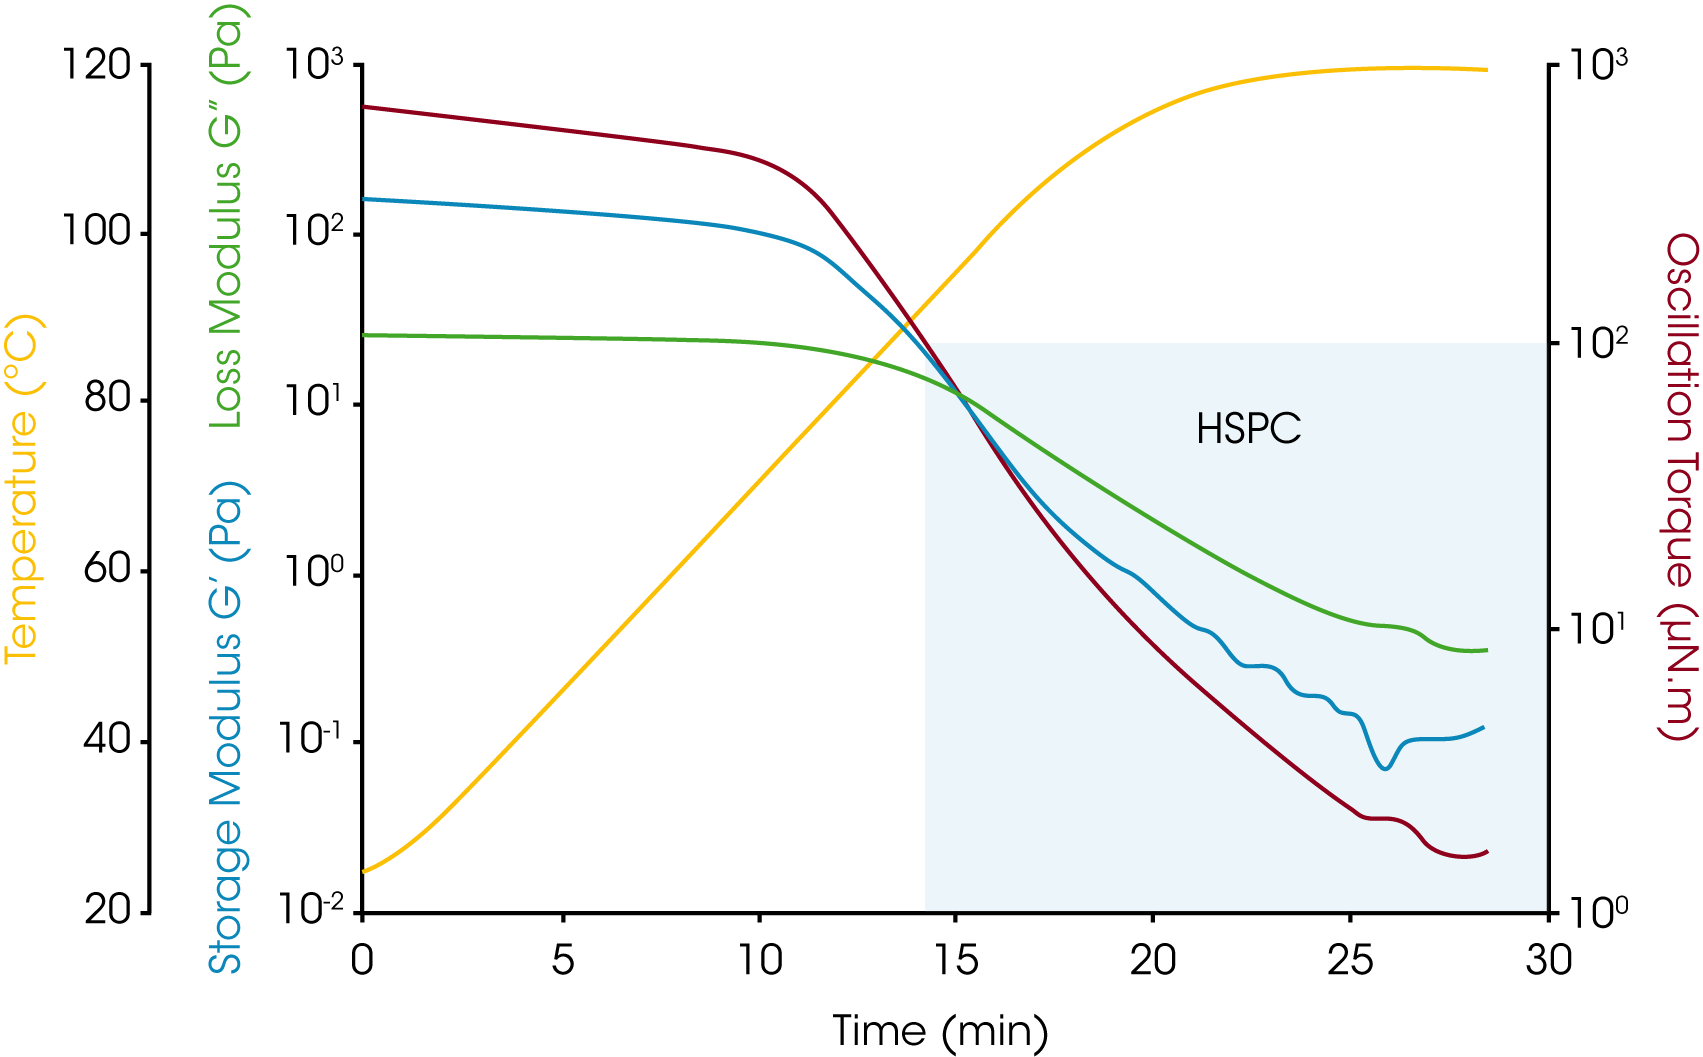 Temperature (°C)
120
100
80
60
40
20
Storage Modulus G′ (Pa)
Loss Modulus G″ (Pa)
10³
10²
10¹
10⁰
10⁻¹
10⁻²
HSPC
10³
10²
10¹
10⁰
Oscillation Torque (µN.m)
0 5 10 15 20 25 30
Time (min)